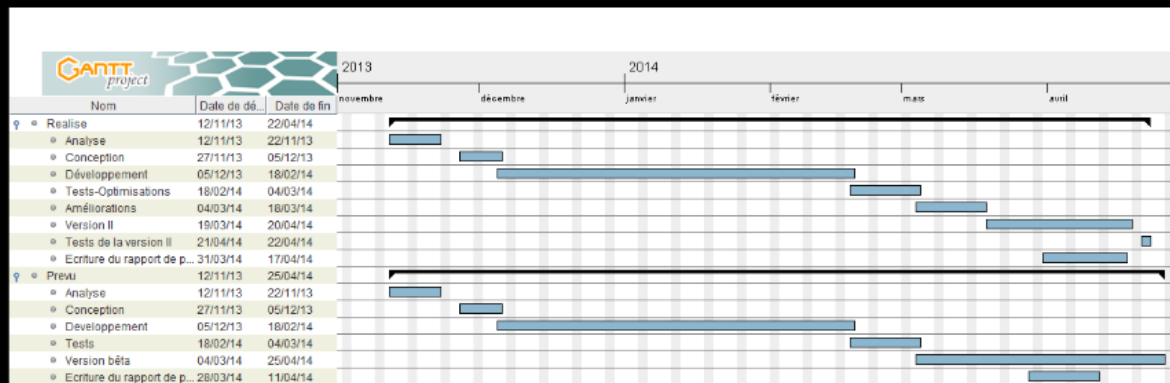 GANTT
project
2013 2014
novembre décembre janvier février mars avril
Nom Date de dé... Date de fin
Realise 12/11/13 22/04/14
Analyse 12/11/13 22/11/13
Conception 27/11/13 05/12/13
Développement 05/12/13 18/02/14
Tests-Optimisations 18/02/14 04/03/14
Améliorations 04/03/14 18/03/14
Version II 19/03/14 20/04/14
Tests de la version II 21/04/14 22/04/14
Ecriture du rapport de p... 31/03/14 17/04/14
Prevu 12/11/13 25/04/14
Analyse 12/11/13 22/11/13
Conception 27/11/13 05/12/13
Developpement 05/12/13 18/02/14
Tests 18/02/14 04/03/14
Version bêta 04/03/14 25/04/14
Ecriture du rapport de p... 28/03/14 11/04/14